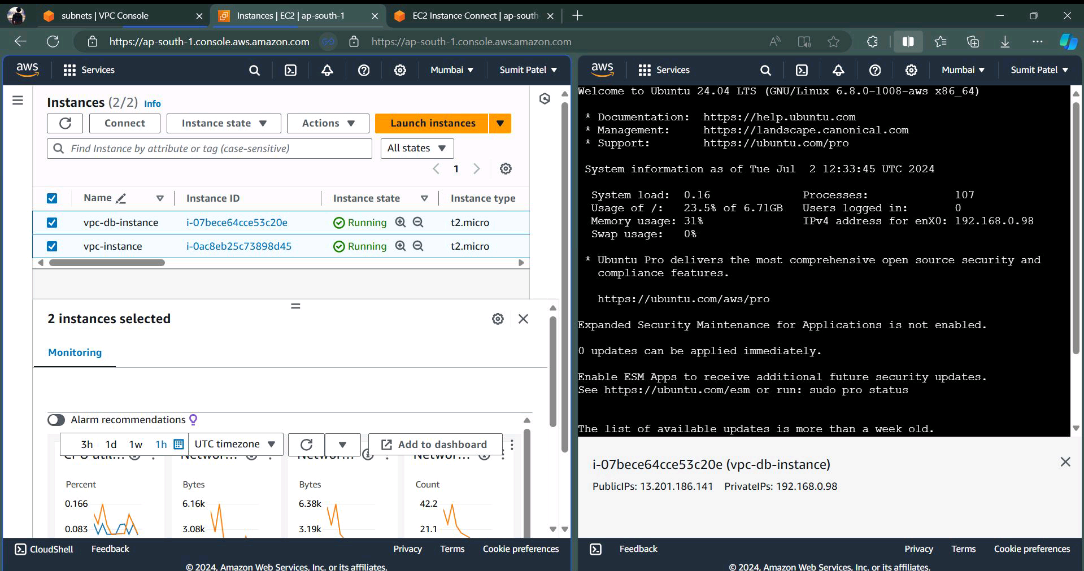 subnets | VPC Console
Instances | EC2 | ap-south-1
EC2 Instance Connect | ap-south
https://ap-south-1.console.aws.amazon.com
https://ap-south-1.console.aws.amazon.com
aws
Services
Mumbai
Sumit Patel
Instances (2/2) Info
Connect
Instance state
Actions
Launch instances
Find Instance by attribute or tag (case-sensitive)
All states
1
Name
Instance ID
Instance state
Instance type
vpc-db-instance i-07bece64cce53c20e Running t2.micro
vpc-instance i-0ac8eb25c73898d45 Running t2.micro
2 instances selected
Monitoring
Alarm recommendations
3h 1d 1w 1h UTC timezone Add to dashboard
Percent
0.166
0.083
Bytes
6.16k
3.08k
Bytes
6.38k
3.19k
Count
42.2
21.1
CloudShell Feedback Privacy Terms Cookie preferences
© 2024, Amazon Web Services, Inc. or its affiliates.
aws
Services
Mumbai
Sumit Patel
Welcome to Ubuntu 24.04 LTS (GNU/Linux 6.8.0-1008-aws x86_64)
* Documentation: https://help.ubuntu.com
* Management: https://landscape.canonical.com
* Support: https://ubuntu.com/pro
System information as of Tue Jul 2 12:33:45 UTC 2024
System load: 0.16 Processes: 107
Usage of /: 23.5% of 6.71GB Users logged in: 0
Memory usage: 31% IPv4 address for enX0: 192.168.0.98
Swap usage: 0%
* Ubuntu Pro delivers the most comprehensive open source security and
compliance features.
https://ubuntu.com/aws/pro
Expanded Security Maintenance for Applications is not enabled.
0 updates can be applied immediately.
Enable ESM Apps to receive additional future security updates.
See https://ubuntu.com/esm or run: sudo pro status
The list of available updates is more than a week old.
i-07bece64cce53c20e (vpc-db-instance)
PublicIPs: 13.201.186.141 PrivateIPs: 192.168.0.98
Feedback Privacy Terms Cookie preferences
© 2024, Amazon Web Services, Inc. or its affiliates.